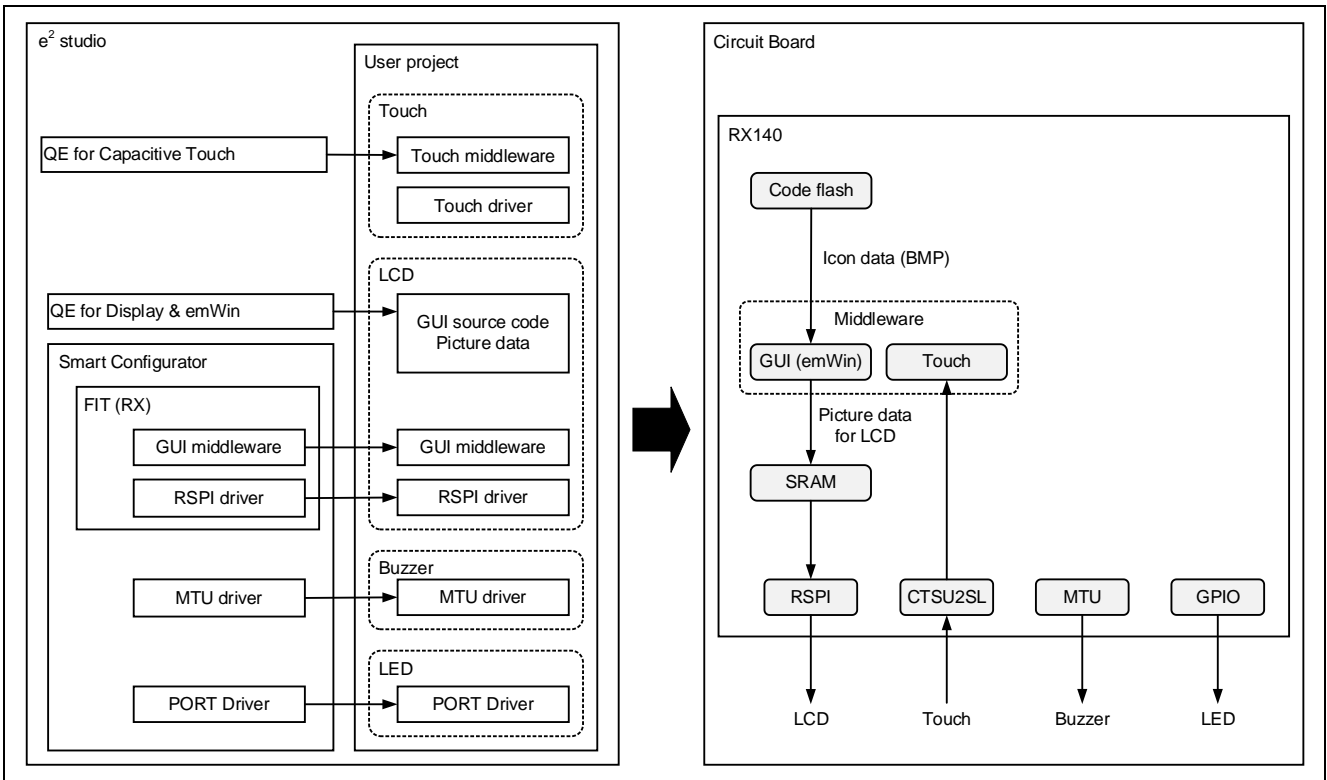 e² studio
User project
Touch
QE for Capacitive Touch
Touch middleware
Touch driver
LCD
QE for Display & emWin
GUI source code
Picture data
Smart Configurator
FIT (RX)
GUI middleware
GUI middleware
RSPI driver
RSPI driver
Buzzer
MTU driver
MTU driver
LED
PORT Driver
PORT Driver
Circuit Board
RX140
Code flash
Icon data (BMP)
Middleware
GUI (emWin)
Touch
Picture data
for LCD
SRAM
RSPI
CTSU2SL
MTU
GPIO
LCD
Touch
Buzzer
LED